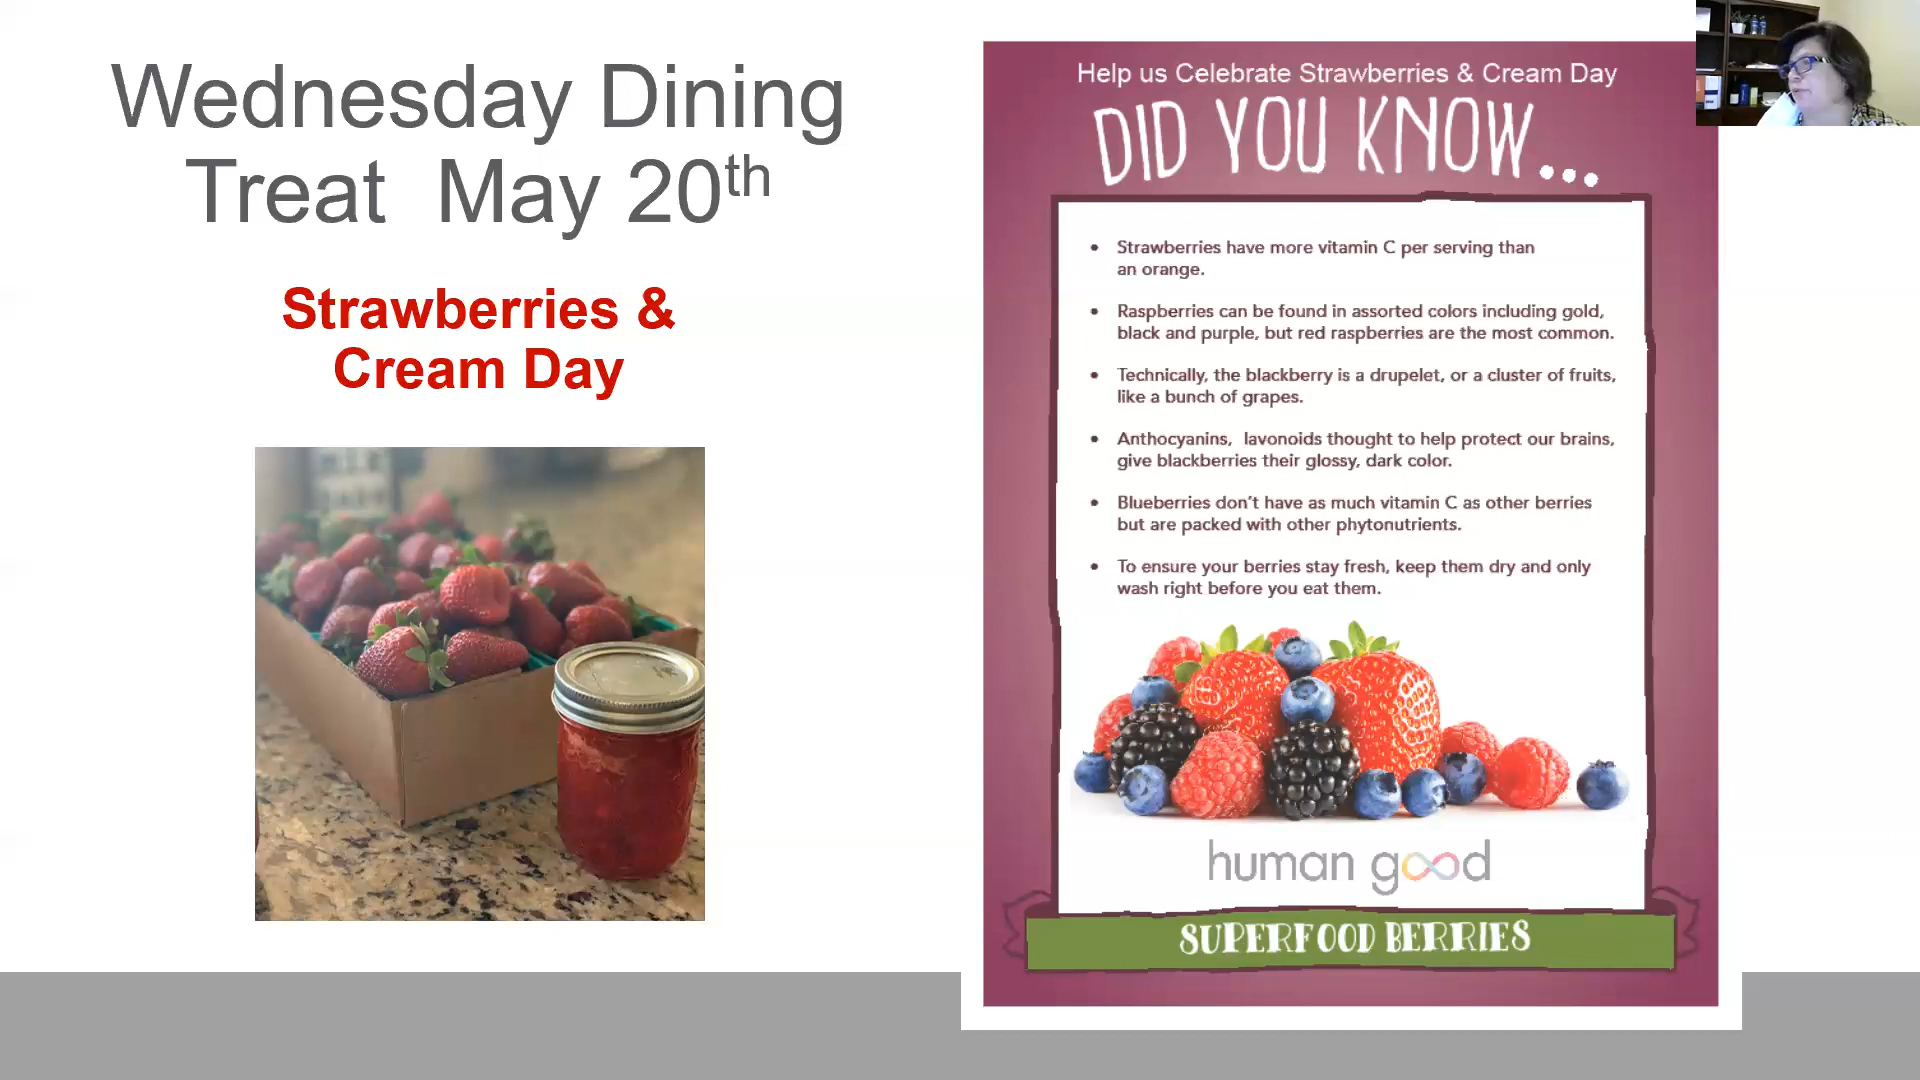 Wednesday Dining
Treat  May 20th
Strawberries &
Cream Day
Help us Celebrate Strawberries & Cream Day
DID YOU KNOW...
• Strawberries have more vitamin C per serving than
an orange.
• Raspberries can be found in assorted colors including gold,
black and purple, but red raspberries are the most common.
• Technically, the blackberry is a drupelet, or a cluster of fruits,
like a bunch of grapes.
• Anthocyanins,  lavonoids thought to help protect our brains,
give blackberries their glossy, dark color.
• Blueberries don't have as much vitamin C as other berries
but are packed with other phytonutrients.
• To ensure your berries stay fresh, keep them dry and only
wash right before you eat them.
human good
SUPERFOOD BERRIES